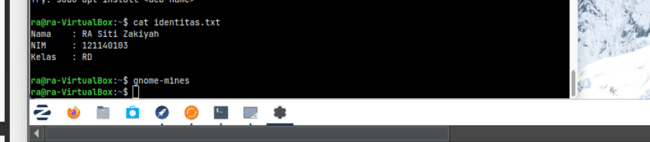 Try: sudo apt install <deb name>
ra@ra-VirtualBox:~$ cat identitas.txt
Nama    : RA Siti Zakiyah
NIM     : 121140103
Kelas   : RD
ra@ra-VirtualBox:~$ gnome-mines
ra@ra-VirtualBox:~$